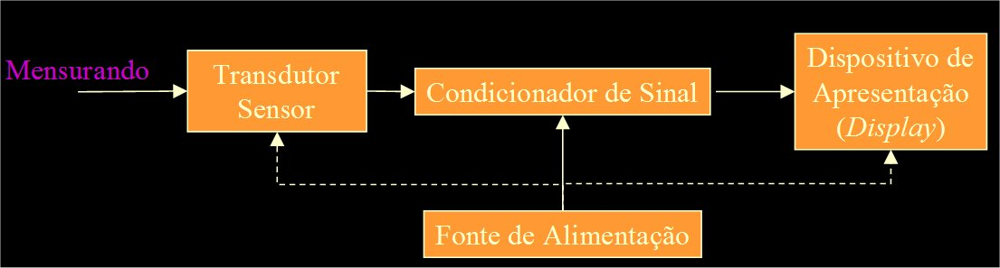 Mensurando
Transdutor
Sensor
Condicionador de Sinal
Dispositivo de
Apresentação
(Display)
Fonte de Alimentação